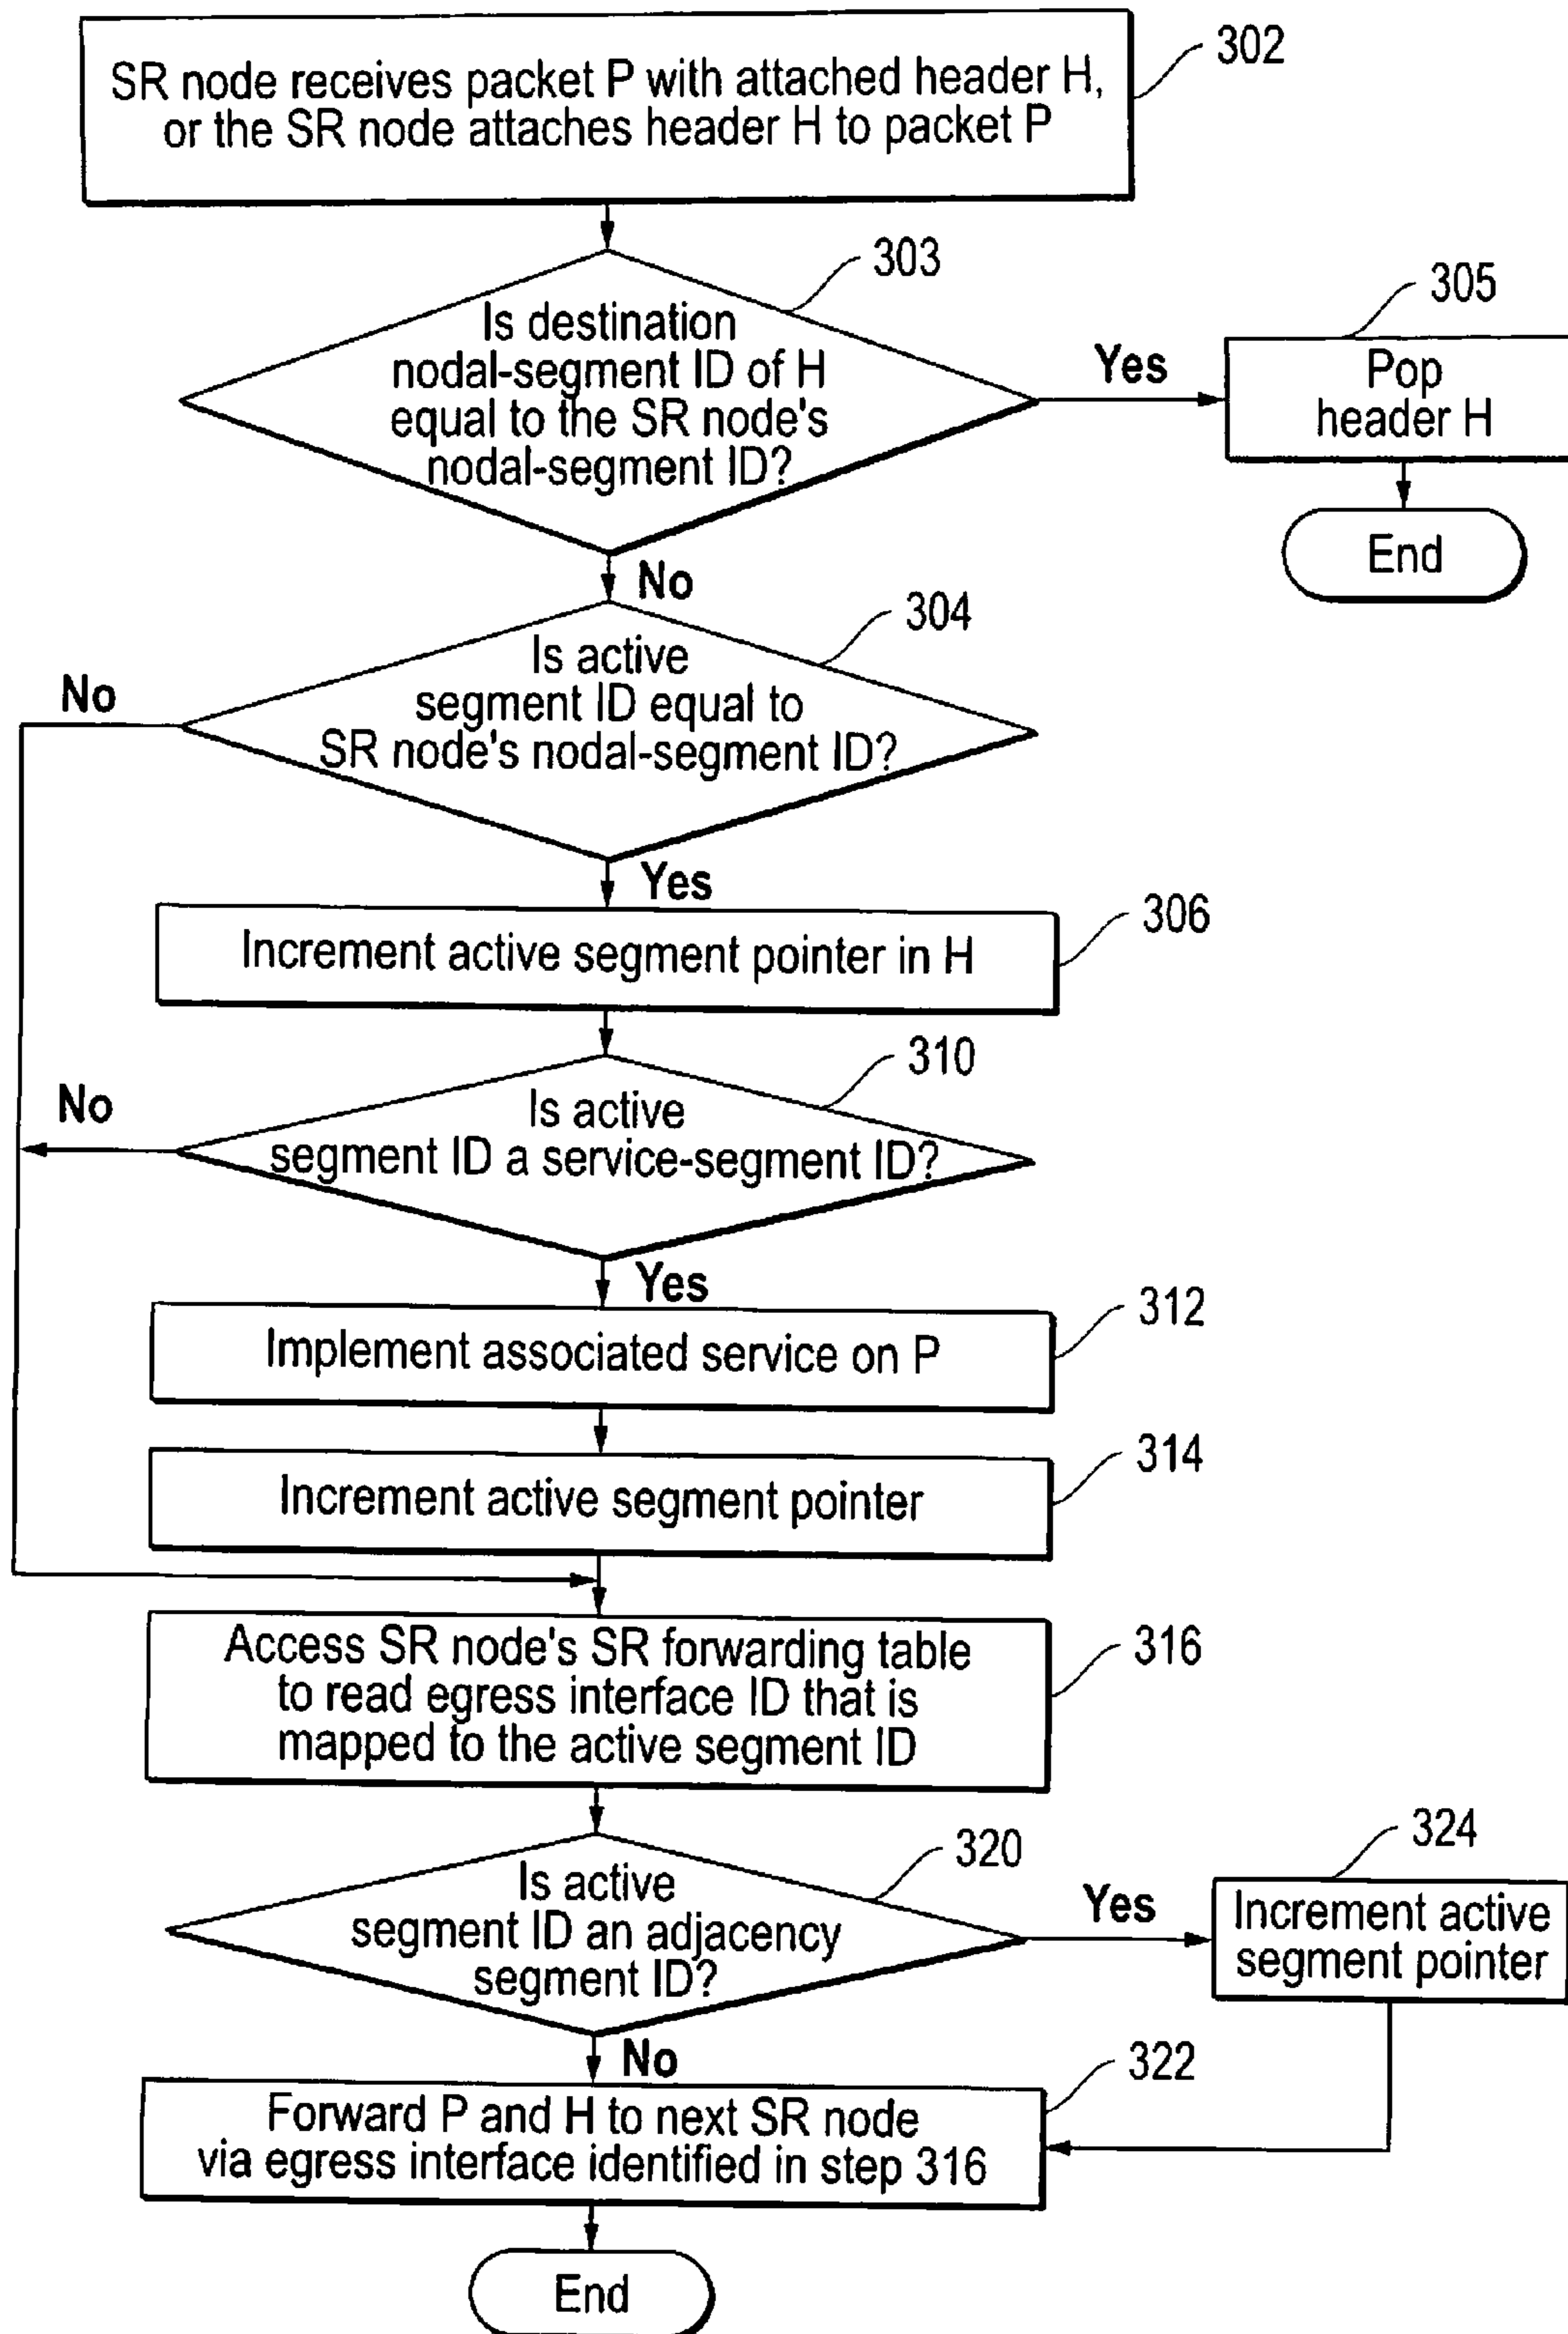 302
SR node receives packet P with attached header H,
or the SR node attaches header H to packet P
303
Is destination
nodal-segment ID of H
equal to the SR node's
nodal-segment ID?
Yes
305
Pop
header H
End
No
304
Is active
segment ID equal to
SR node's nodal-segment ID?
No
Yes
306
Increment active segment pointer in H
310
Is active
segment ID a service-segment ID?
No
Yes
312
Implement associated service on P
314
Increment active segment pointer
316
Access SR node's SR forwarding table
to read egress interface ID that is
mapped to the active segment ID
320
Is active
segment ID an adjacency
segment ID?
Yes
324
Increment active
segment pointer
No
322
Forward P and H to next SR node
via egress interface identified in step 316
End